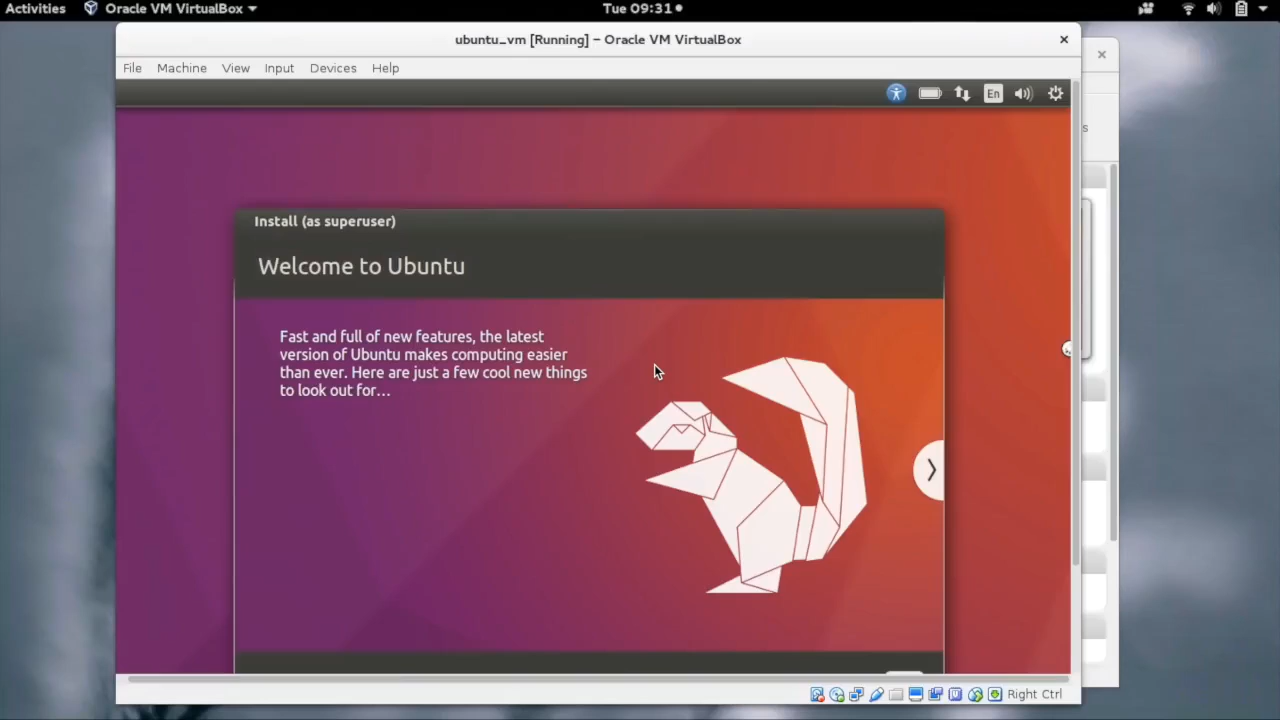 Activities Oracle VM VirtualBox Tue 09:31
ubuntu_vm [Running] – Oracle VM VirtualBox
File Machine View Input Devices Help
En
Install (as superuser)
Welcome to Ubuntu
Fast and full of new features, the latest
version of Ubuntu makes computing easier
than ever. Here are just a few cool new things
to look out for…
Right Ctrl